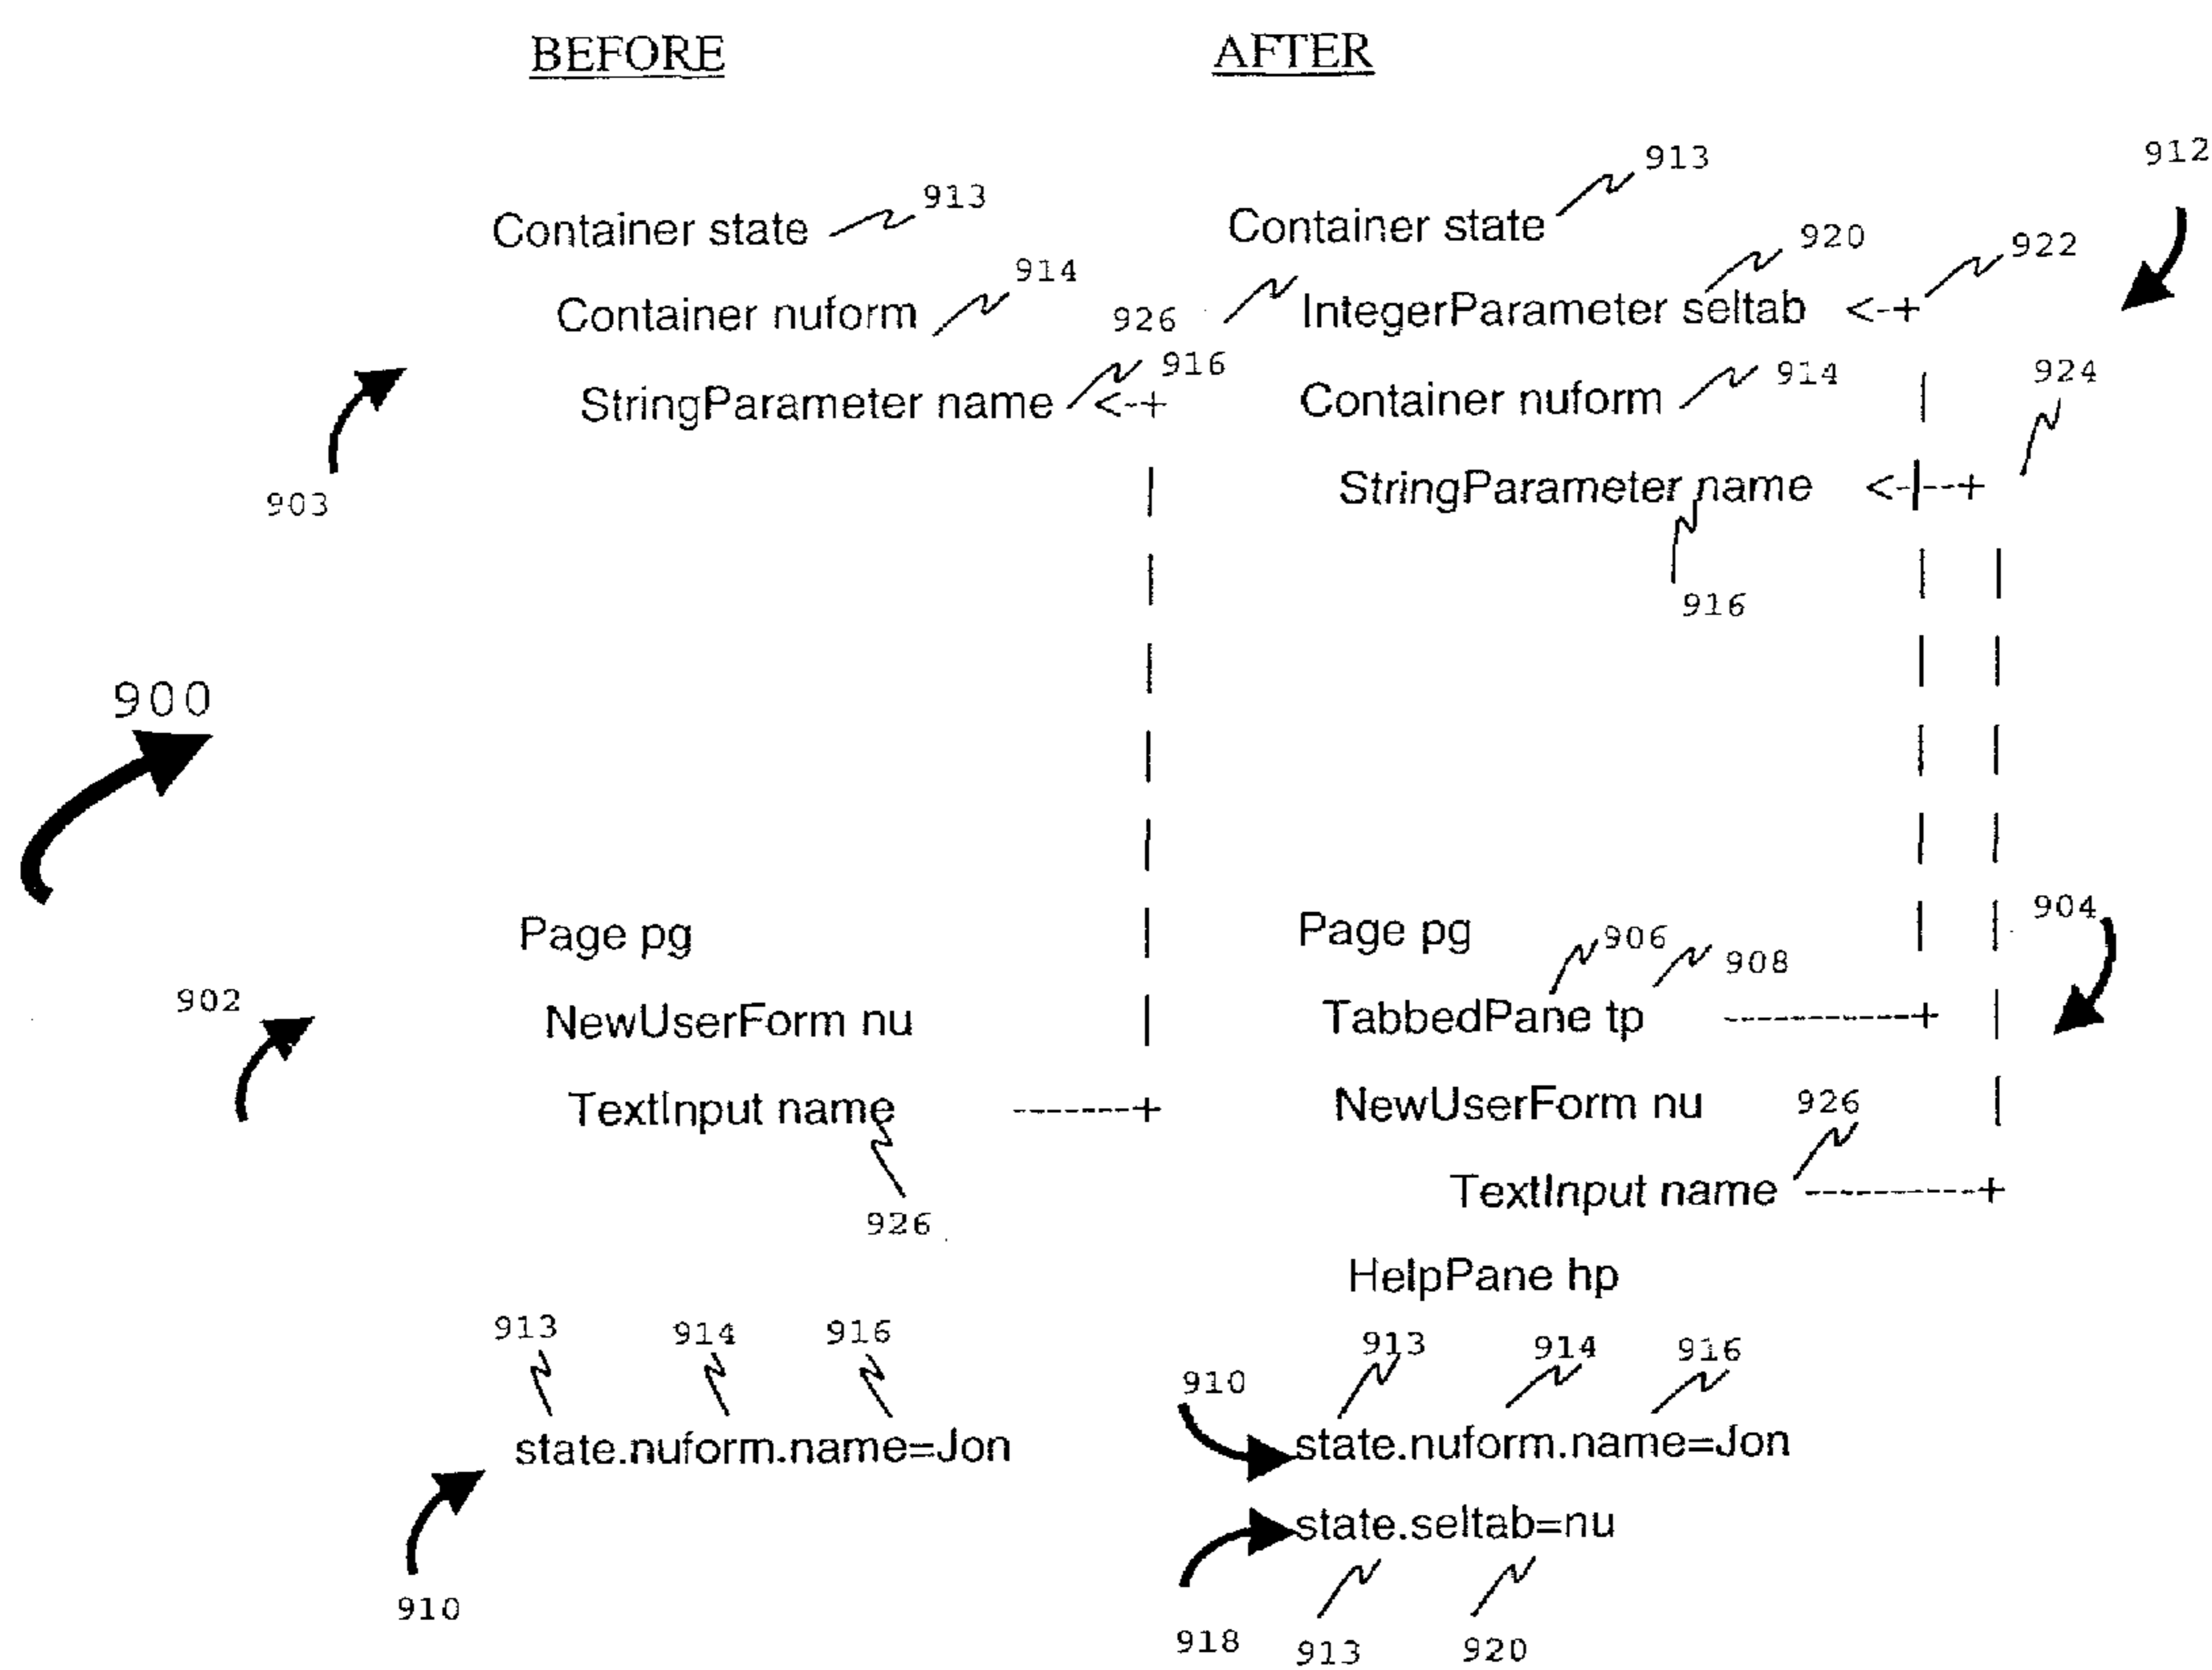 BEFORE AFTER
913 912
Container state 913 Container state
914 920 922
Container nuform 926 IntegerParameter seltab <-+
916 914 924
StringParameter name <-+ Container nuform |
903 | StringParameter name <-|--+
916
900
Page pg Page pg 904
906 908
902 NewUserForm nu TabbedPane tp -----------+
TextInput name -------+ NewUserForm nu 926
TextInput name ----------+
926
HelpPane hp
913 914 916 913 914 916
910
state.nuform.name=Jon state.nuform.name=Jon
state.seltab=nu
910
918 913 920